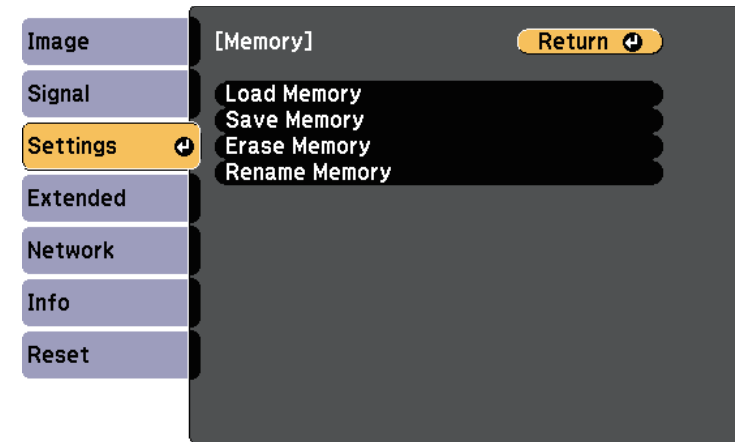 Image
Signal
Settings
Extended
Network
Info
Reset
[Memory]
Return
Load Memory
Save Memory
Erase Memory
Rename Memory